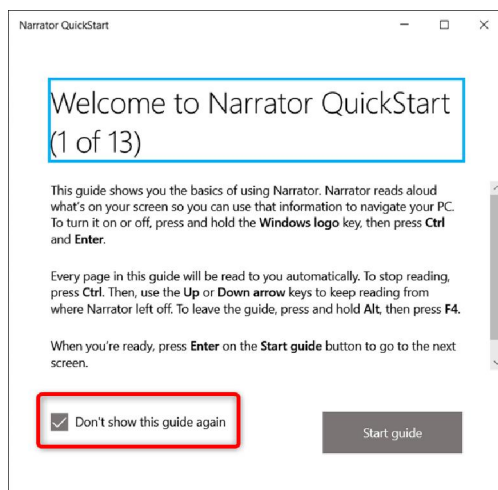 Narrator QuickStart
Welcome to Narrator QuickStart
(1 of 13)
This guide shows you the basics of using Narrator. Narrator reads aloud
what's on your screen so you can use that information to navigate your PC.
To turn it on or off, press and hold the Windows logo key, then press Ctrl
and Enter.
Every page in this guide will be read to you automatically. To stop reading,
press Ctrl. Then, use the Up or Down arrow keys to keep reading from
where Narrator left off. To leave the guide, press and hold Alt, then press F4.
When you're ready, press Enter on the Start guide button to go to the next
screen.
Don't show this guide again
Start guide